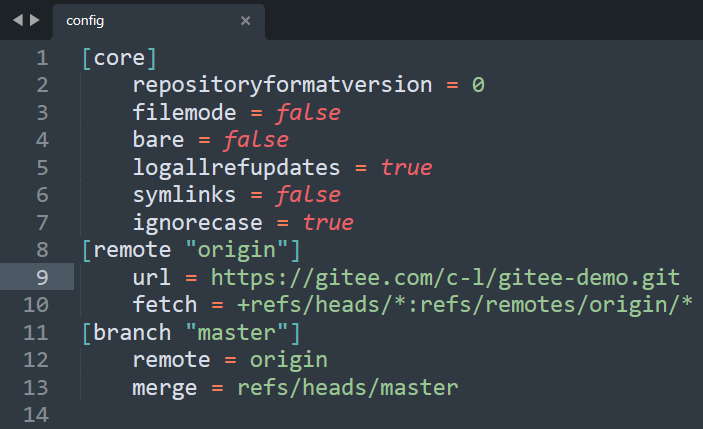 config
1 [core]
2     repositoryformatversion = 0
3     filemode = false
4     bare = false
5     logallrefupdates = true
6     symlinks = false
7     ignorecase = true
8 [remote "origin"]
9     url = https://gitee.com/c-l/gitee-demo.git
10     fetch = +refs/heads/*:refs/remotes/origin/*
11 [branch "master"]
12     remote = origin
13     merge = refs/heads/master
14